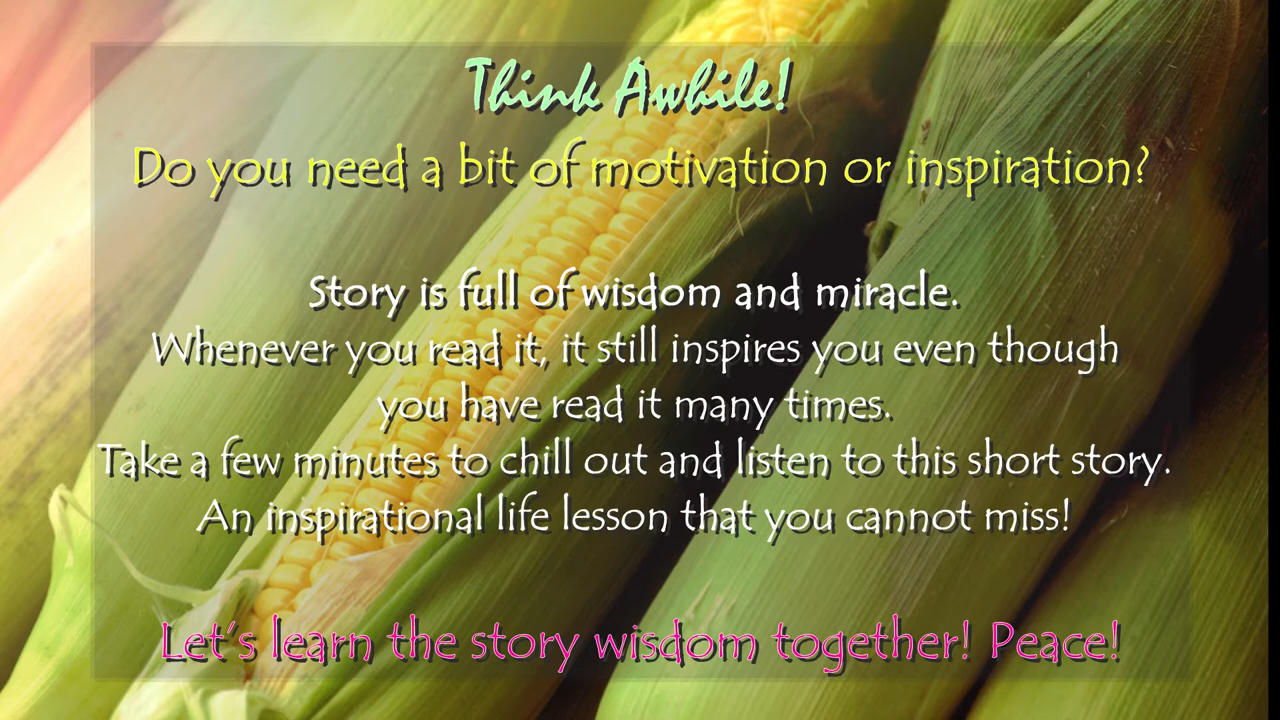 Think Awhile!
Do you need a bit of motivation or inspiration?
Story is full of wisdom and miracle.
Whenever you read it, it still inspires you even though
you have read it many times.
Take a few minutes to chill out and listen to this short story.
An inspirational life lesson that you cannot miss!
Let's learn the story wisdom together! Peace!